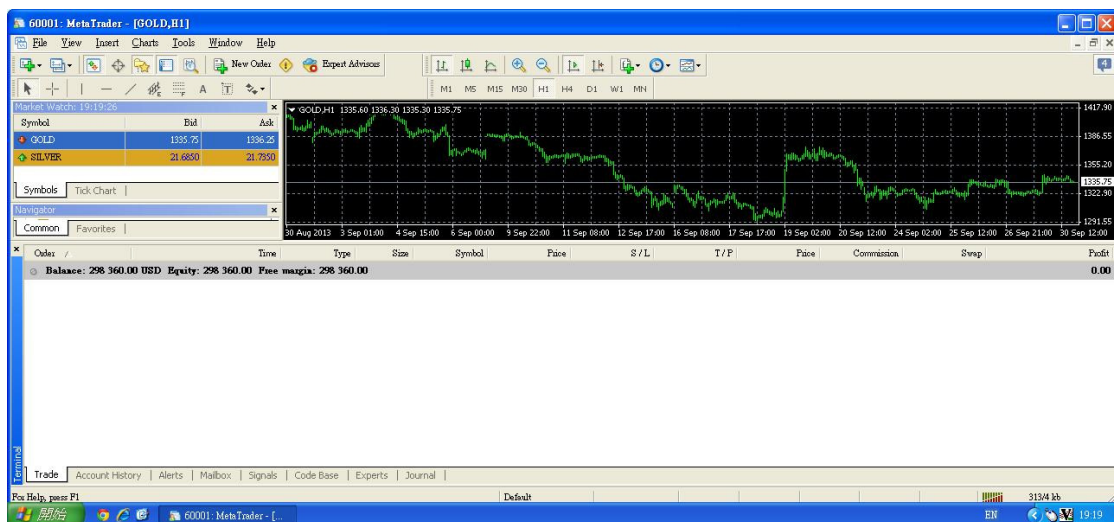 60001: MetaTrader - [GOLD,H1]
File View Insert Charts Tools Window Help
New Order Expert Advisors 4
A T M1 M5 M15 M30 H1 H4 D1 W1 MN
Market Watch: 19:19:26
Symbol Bid Ask
GOLD 1335.75 1336.25
SILVER 21.6850 21.7350
Symbols Tick Chart
Navigator
Common Favorites
GOLD,H1 1335.60 1336.30 1335.30 1335.75
1417.90
1386.55
1355.20
1335.75
1322.90
1291.55
30 Aug 2013 3 Sep 01:00 4 Sep 15:00 6 Sep 00:00 9 Sep 22:00 11 Sep 08:00 12 Sep 17:00 16 Sep 08:00 17 Sep 17:00 19 Sep 02:00 20 Sep 12:00 24 Sep 02:00 25 Sep 12:00 26 Sep 21:00 30 Sep 12:00
Order / Time Type Size Symbol Price S / L T / P Price Commission Swap Profit
Balance: 298 360.00 USD Equity: 298 360.00 Free margin: 298 360.00 0.00
Terminal
Trade Account History Alerts Mailbox Signals Code Base Experts Journal
For Help, press F1 Default 313/4 kb
開始 60001: MetaTrader - [... EN 19:19